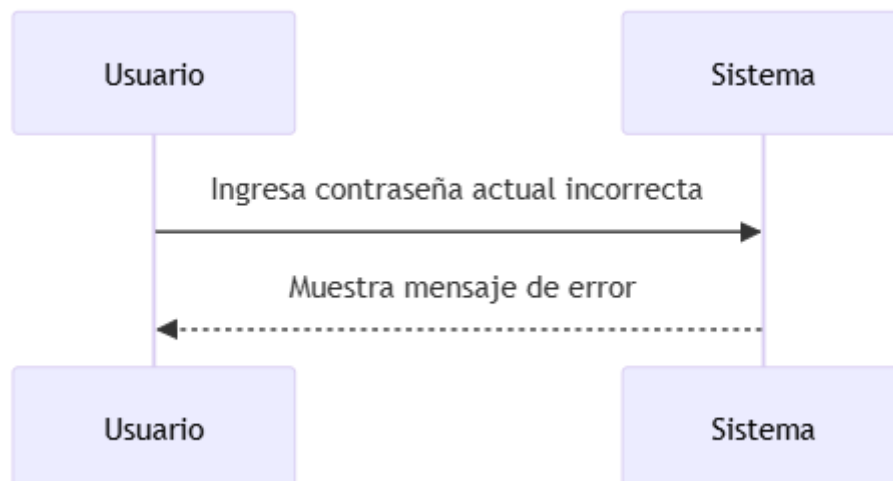 Usuario
Sistema
Ingresa contraseña actual incorrecta
Muestra mensaje de error
Usuario
Sistema